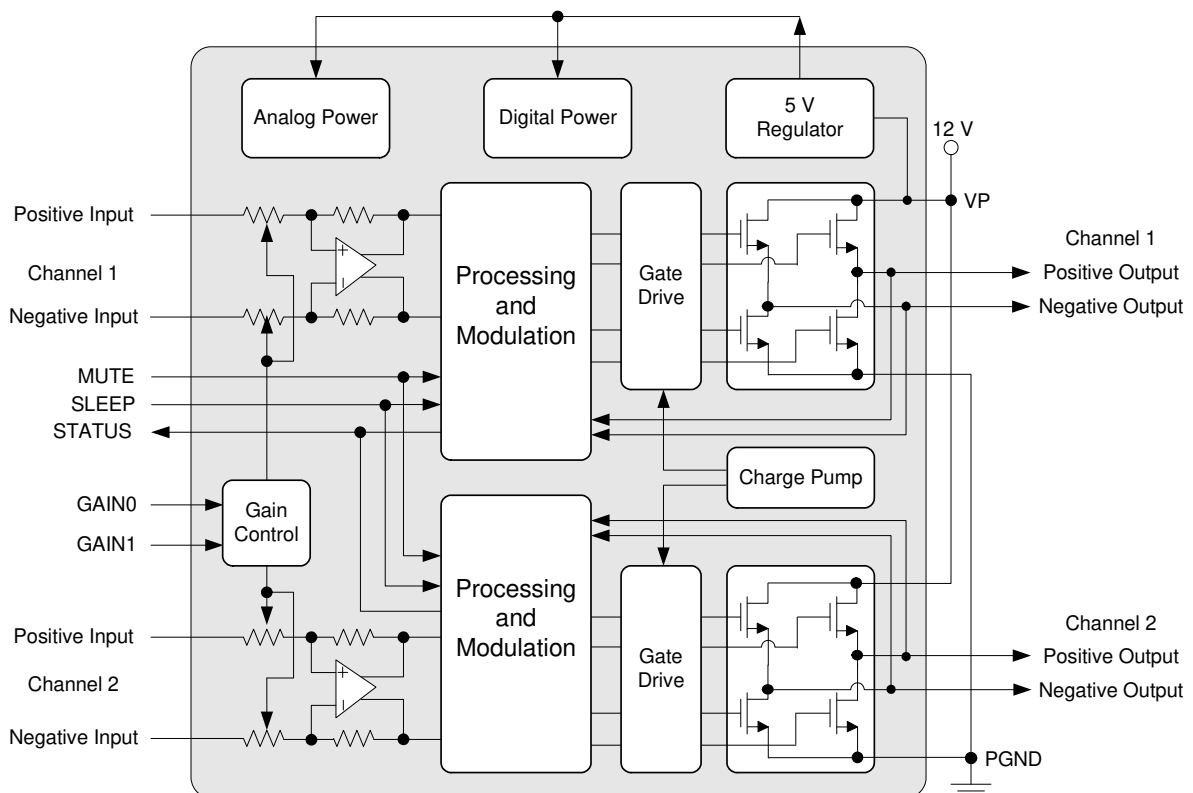 Analog Power
Digital Power
5 V
Regulator
12 V
VP
Positive Input
Channel 1
Negative Input
MUTE
SLEEP
STATUS
GAIN0
GAIN1
Gain
Control
Positive Input
Channel 2
Negative Input
+
−
+
−
Processing
and
Modulation
Processing
and
Modulation
Gate
Drive
Charge Pump
Gate
Drive
Channel 1
Positive Output
Negative Output
Channel 2
Positive Output
Negative Output
PGND